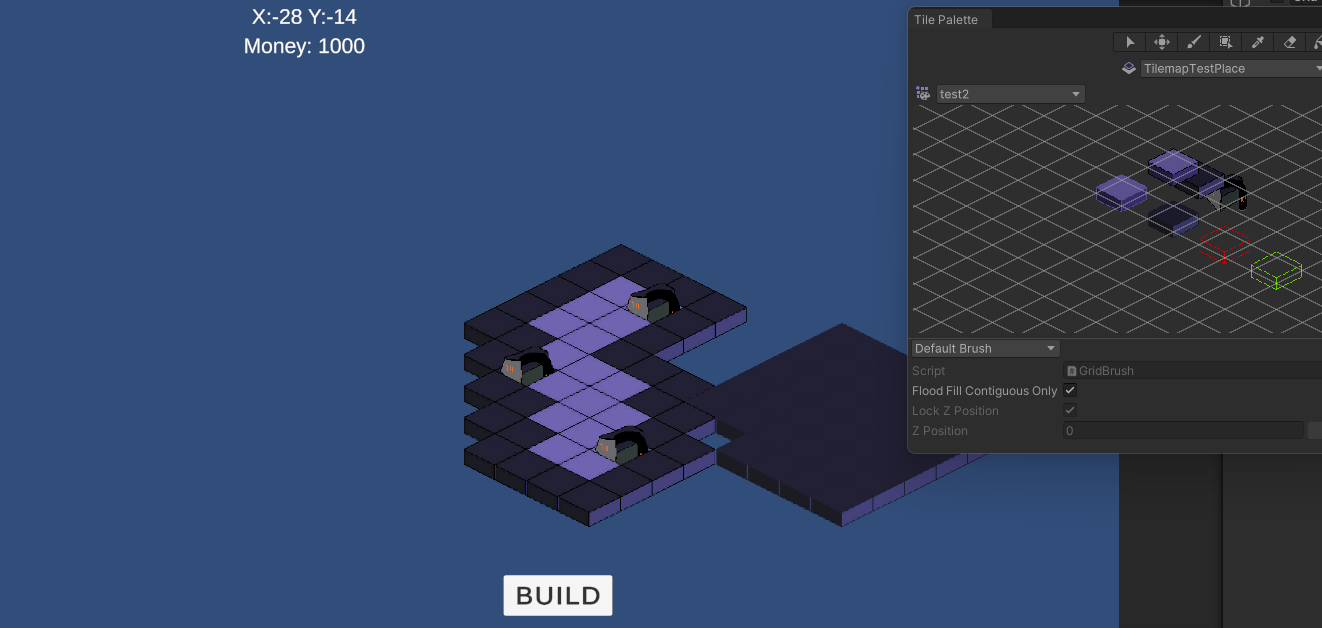 X:-28 Y:-14
Money: 1000
Tile Palette
TilemapTestPlace
test2
Default Brush
Script
GridBrush
Flood Fill Contiguous Only
Lock Z Position
Z Position
0
BUILD